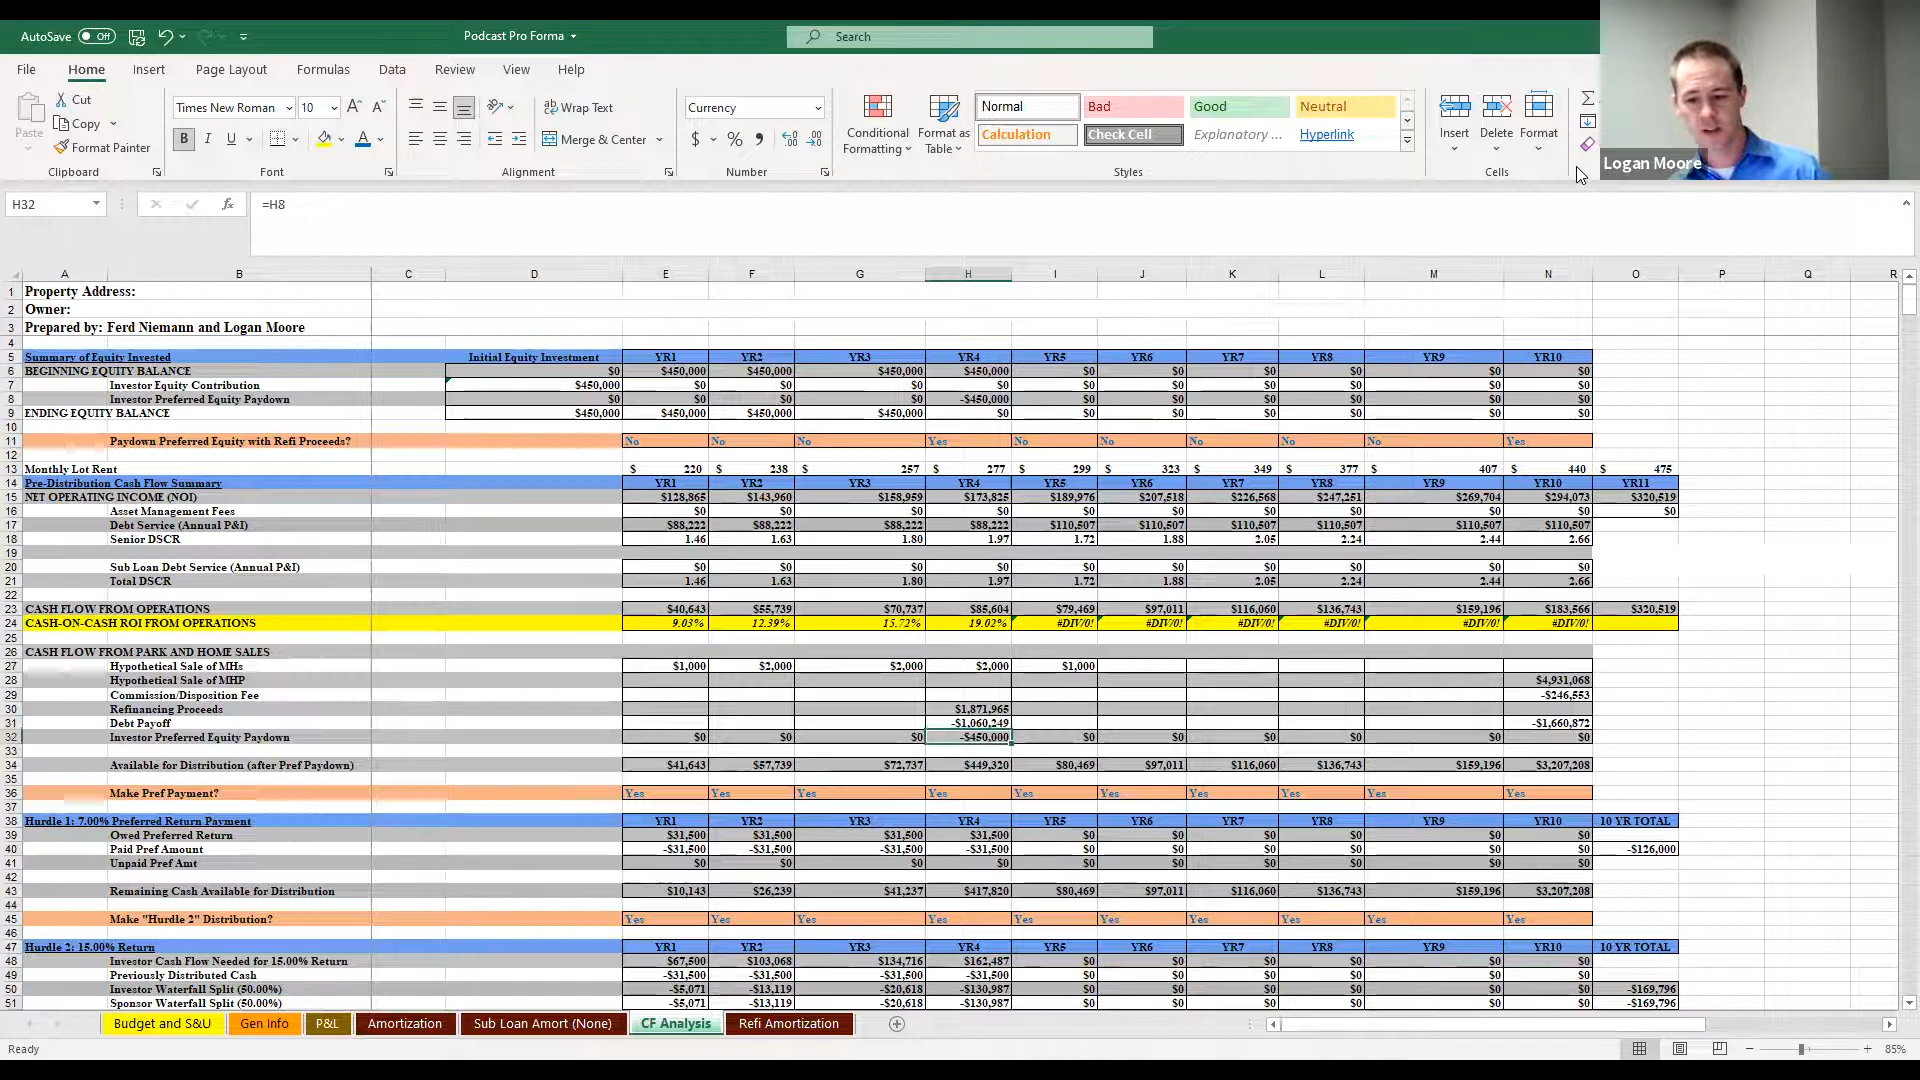 AutoSave Off Podcast Pro Forma Search
File Home Insert Page Layout Formulas Data Review View Help
Paste Cut Copy Format Painter Clipboard
Times New Roman 10 B I U Font
Wrap Text Merge & Center Alignment
Currency $ % , Number
Conditional Formatting Format as Table
Normal Bad Good Neutral
Calculation Check Cell Explanatory ... Hyperlink
Styles
Insert Delete Format Cells
Logan Moore
H32 fx =H8
A B C D E F G H I J K L M N O P Q R
1 Property Address:
2 Owner:
3 Prepared by: Ferd Niemann and Logan Moore
4
5 Summary of Equity Invested Initial Equity Investment YR1 YR2 YR3 YR4 YR5 YR6 YR7 YR8 YR9 YR10
6 BEGINNING EQUITY BALANCE $0 $450,000 $450,000 $450,000 $450,000 $0 $0 $0 $0 $0 $0
7 Investor Equity Contribution $450,000 $0 $0 $0 $0 $0 $0 $0 $0 $0 $0
8 Investor Preferred Equity Paydown $0 $0 $0 $0 -$450,000 $0 $0 $0 $0 $0 $0
9 ENDING EQUITY BALANCE $450,000 $450,000 $450,000 $450,000 $0 $0 $0 $0 $0 $0 $0
10
11 Paydown Preferred Equity with Refi Proceeds? No No No Yes No No No No No Yes
12
13 Monthly Lot Rent $ 220 $ 238 $ 257 $ 277 $ 299 $ 323 $ 349 $ 377 $ 407 $ 440 $ 475
14 Pre-Distribution Cash Flow Summary YR1 YR2 YR3 YR4 YR5 YR6 YR7 YR8 YR9 YR10 YR11
15 NET OPERATING INCOME (NOI) $128,865 $143,960 $158,959 $173,825 $189,976 $207,518 $226,568 $247,251 $269,704 $294,073 $320,519
16 Asset Management Fees $0 $0 $0 $0 $0 $0 $0 $0 $0 $0 $0
17 Debt Service (Annual P&I) $88,222 $88,222 $88,222 $88,222 $110,507 $110,507 $110,507 $110,507 $110,507 $110,507
18 Senior DSCR 1.46 1.63 1.80 1.97 1.72 1.88 2.05 2.24 2.44 2.66
19
20 Sub Loan Debt Service (Annual P&I) $0 $0 $0 $0 $0 $0 $0 $0 $0 $0
21 Total DSCR 1.46 1.63 1.80 1.97 1.72 1.88 2.05 2.24 2.44 2.66
22
23 CASH FLOW FROM OPERATIONS $40,643 $55,739 $70,737 $85,604 $79,469 $97,011 $116,060 $136,743 $159,196 $183,566 $320,519
24 CASH-ON-CASH ROI FROM OPERATIONS 9.03% 12.39% 15.72% 19.02% #DIV/0! #DIV/0! #DIV/0! #DIV/0! #DIV/0! #DIV/0!
25
26 CASH FLOW FROM PARK AND HOME SALES
27 Hypothetical Sale of MHs $1,000 $2,000 $2,000 $2,000 $1,000
28 Hypothetical Sale of MHP $4,931,068
29 Commission/Disposition Fee -$246,553
30 Refinancing Proceeds $1,871,965
31 Debt Payoff -$1,060,249 -$1,660,872
32 Investor Preferred Equity Paydown $0 $0 $0 -$450,000 $0 $0 $0 $0 $0 $0
33
34 Available for Distribution (after Pref Paydown) $41,643 $57,739 $72,737 $449,320 $80,469 $97,011 $116,060 $136,743 $159,196 $3,207,208
35
36 Make Pref Payment? Yes Yes Yes Yes Yes Yes Yes Yes Yes Yes
37
38 Hurdle 1: 7.00% Preferred Return Payment YR1 YR2 YR3 YR4 YR5 YR6 YR7 YR8 YR9 YR10 10 YR TOTAL
39 Owed Preferred Return $31,500 $31,500 $31,500 $31,500 $0 $0 $0 $0 $0 $0
40 Paid Pref Amount -$31,500 -$31,500 -$31,500 -$31,500 $0 $0 $0 $0 $0 $0 -$126,000
41 Unpaid Pref Amt $0 $0 $0 $0 $0 $0 $0 $0 $0 $0
42
43 Remaining Cash Available for Distribution $10,143 $26,239 $41,237 $417,820 $80,469 $97,011 $116,060 $136,743 $159,196 $3,207,208
44
45 Make "Hurdle 2" Distribution? Yes Yes Yes Yes Yes Yes Yes Yes Yes Yes
46
47 Hurdle 2: 15.00% Return YR1 YR2 YR3 YR4 YR5 YR6 YR7 YR8 YR9 YR10 10 YR TOTAL
48 Investor Cash Flow Needed for 15.00% Return $67,500 $103,068 $134,716 $162,487 $0 $0 $0 $0 $0 $0
49 Previously Distributed Cash -$31,500 -$31,500 -$31,500 -$31,500 $0 $0 $0 $0 $0 $0
50 Investor Waterfall Split (50.00%) -$5,071 -$13,119 -$20,618 -$130,987 $0 $0 $0 $0 $0 $0 -$169,796
51 Sponsor Waterfall Split (50.00%) -$5,071 -$13,119 -$20,618 -$130,987 $0 $0 $0 $0 $0 $0 -$169,796
Budget and S&U Gen Info P&L Amortization Sub Loan Amort (None) CF Analysis Refi Amortization
Ready 85%